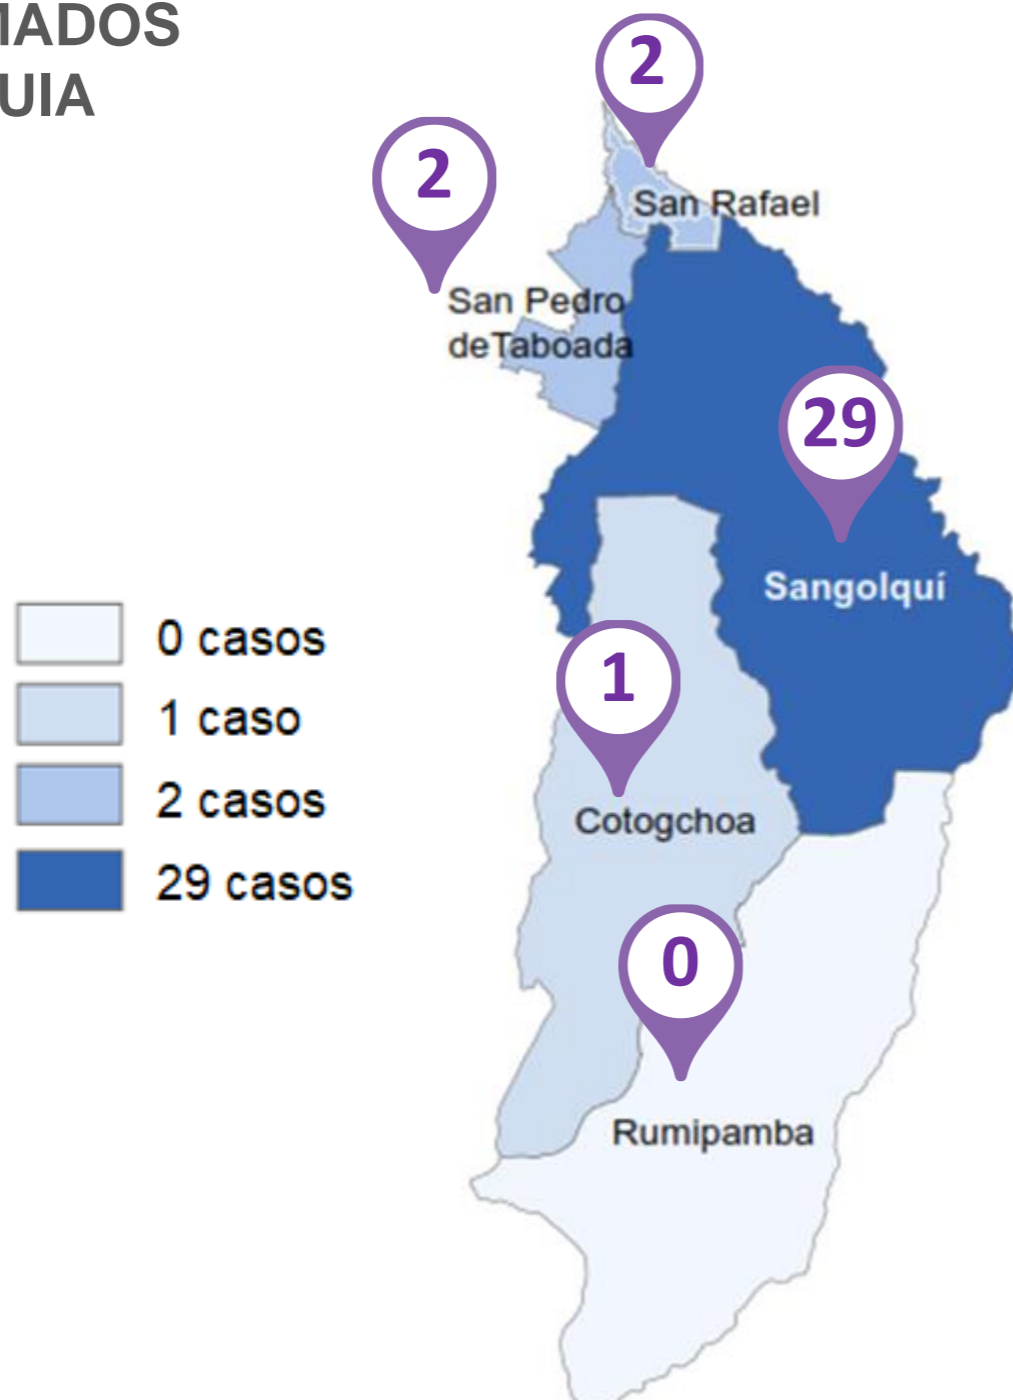 MADOS
UIA
2
2
San Rafael
San Pedro
deTaboada
29
Sangolquí
0 casos
1 caso
2 casos
29 casos
1
Cotogchoa
0
Rumipamba